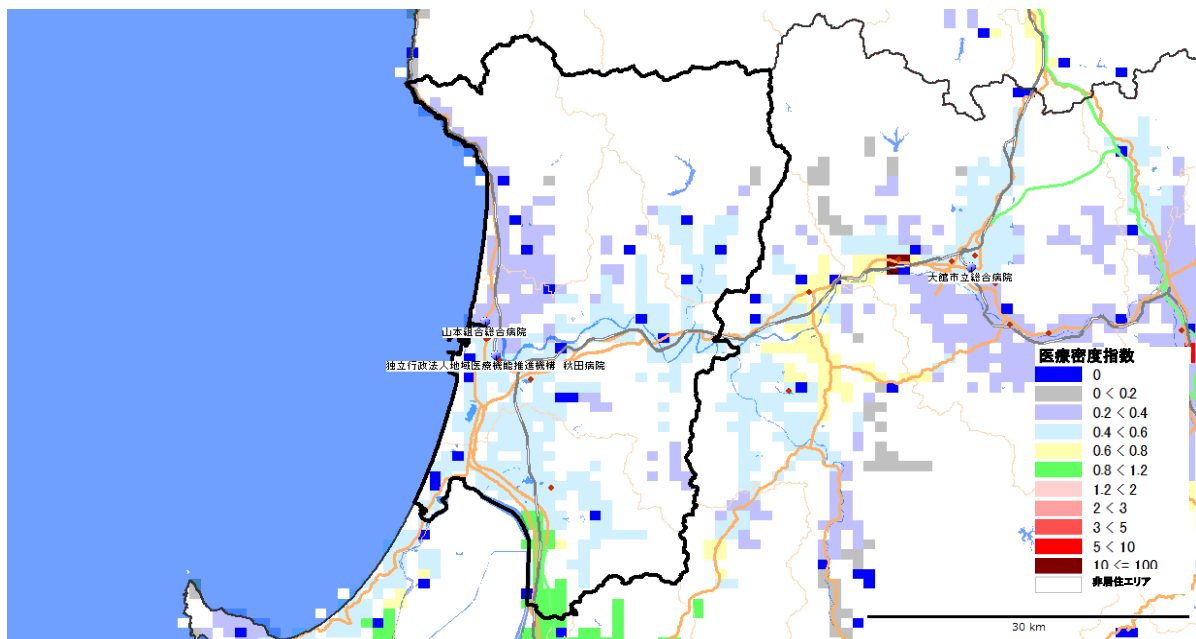 大館市立総合病院
山本組合総合病院
独立行政法人地域医療機能推進機構 秋田病院
医療密度指数
0
0 < 0.2
0.2 < 0.4
0.4 < 0.6
0.6 < 0.8
0.8 < 1.2
1.2 < 2
2 < 3
3 < 5
5 < 10
10 <= 100
非居住エリア
30 km